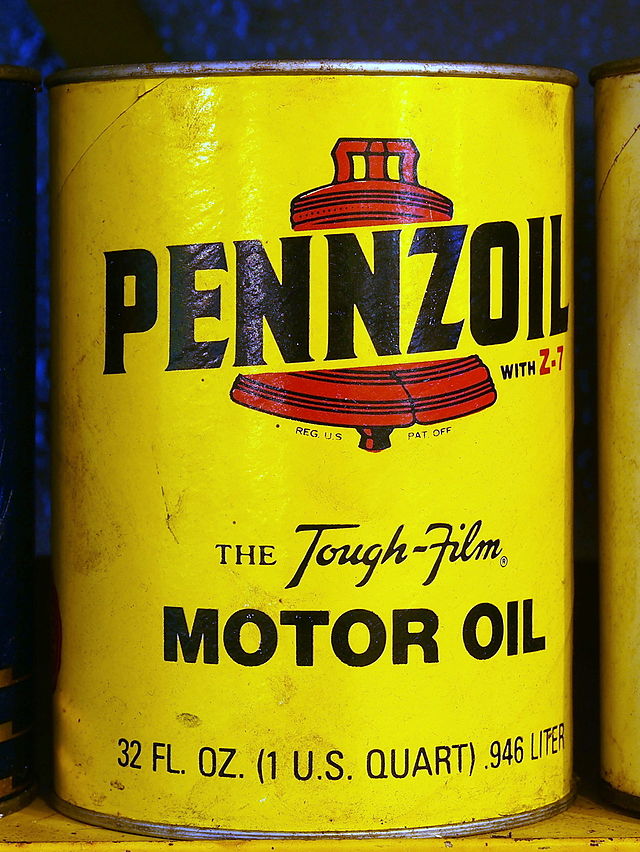 PENNZOIL
WITH Z-7
REG. U.S PAT. OFF
THE Tough-Film®
MOTOR OIL
32 FL. OZ. (1 U.S. QUART) .946 LITER